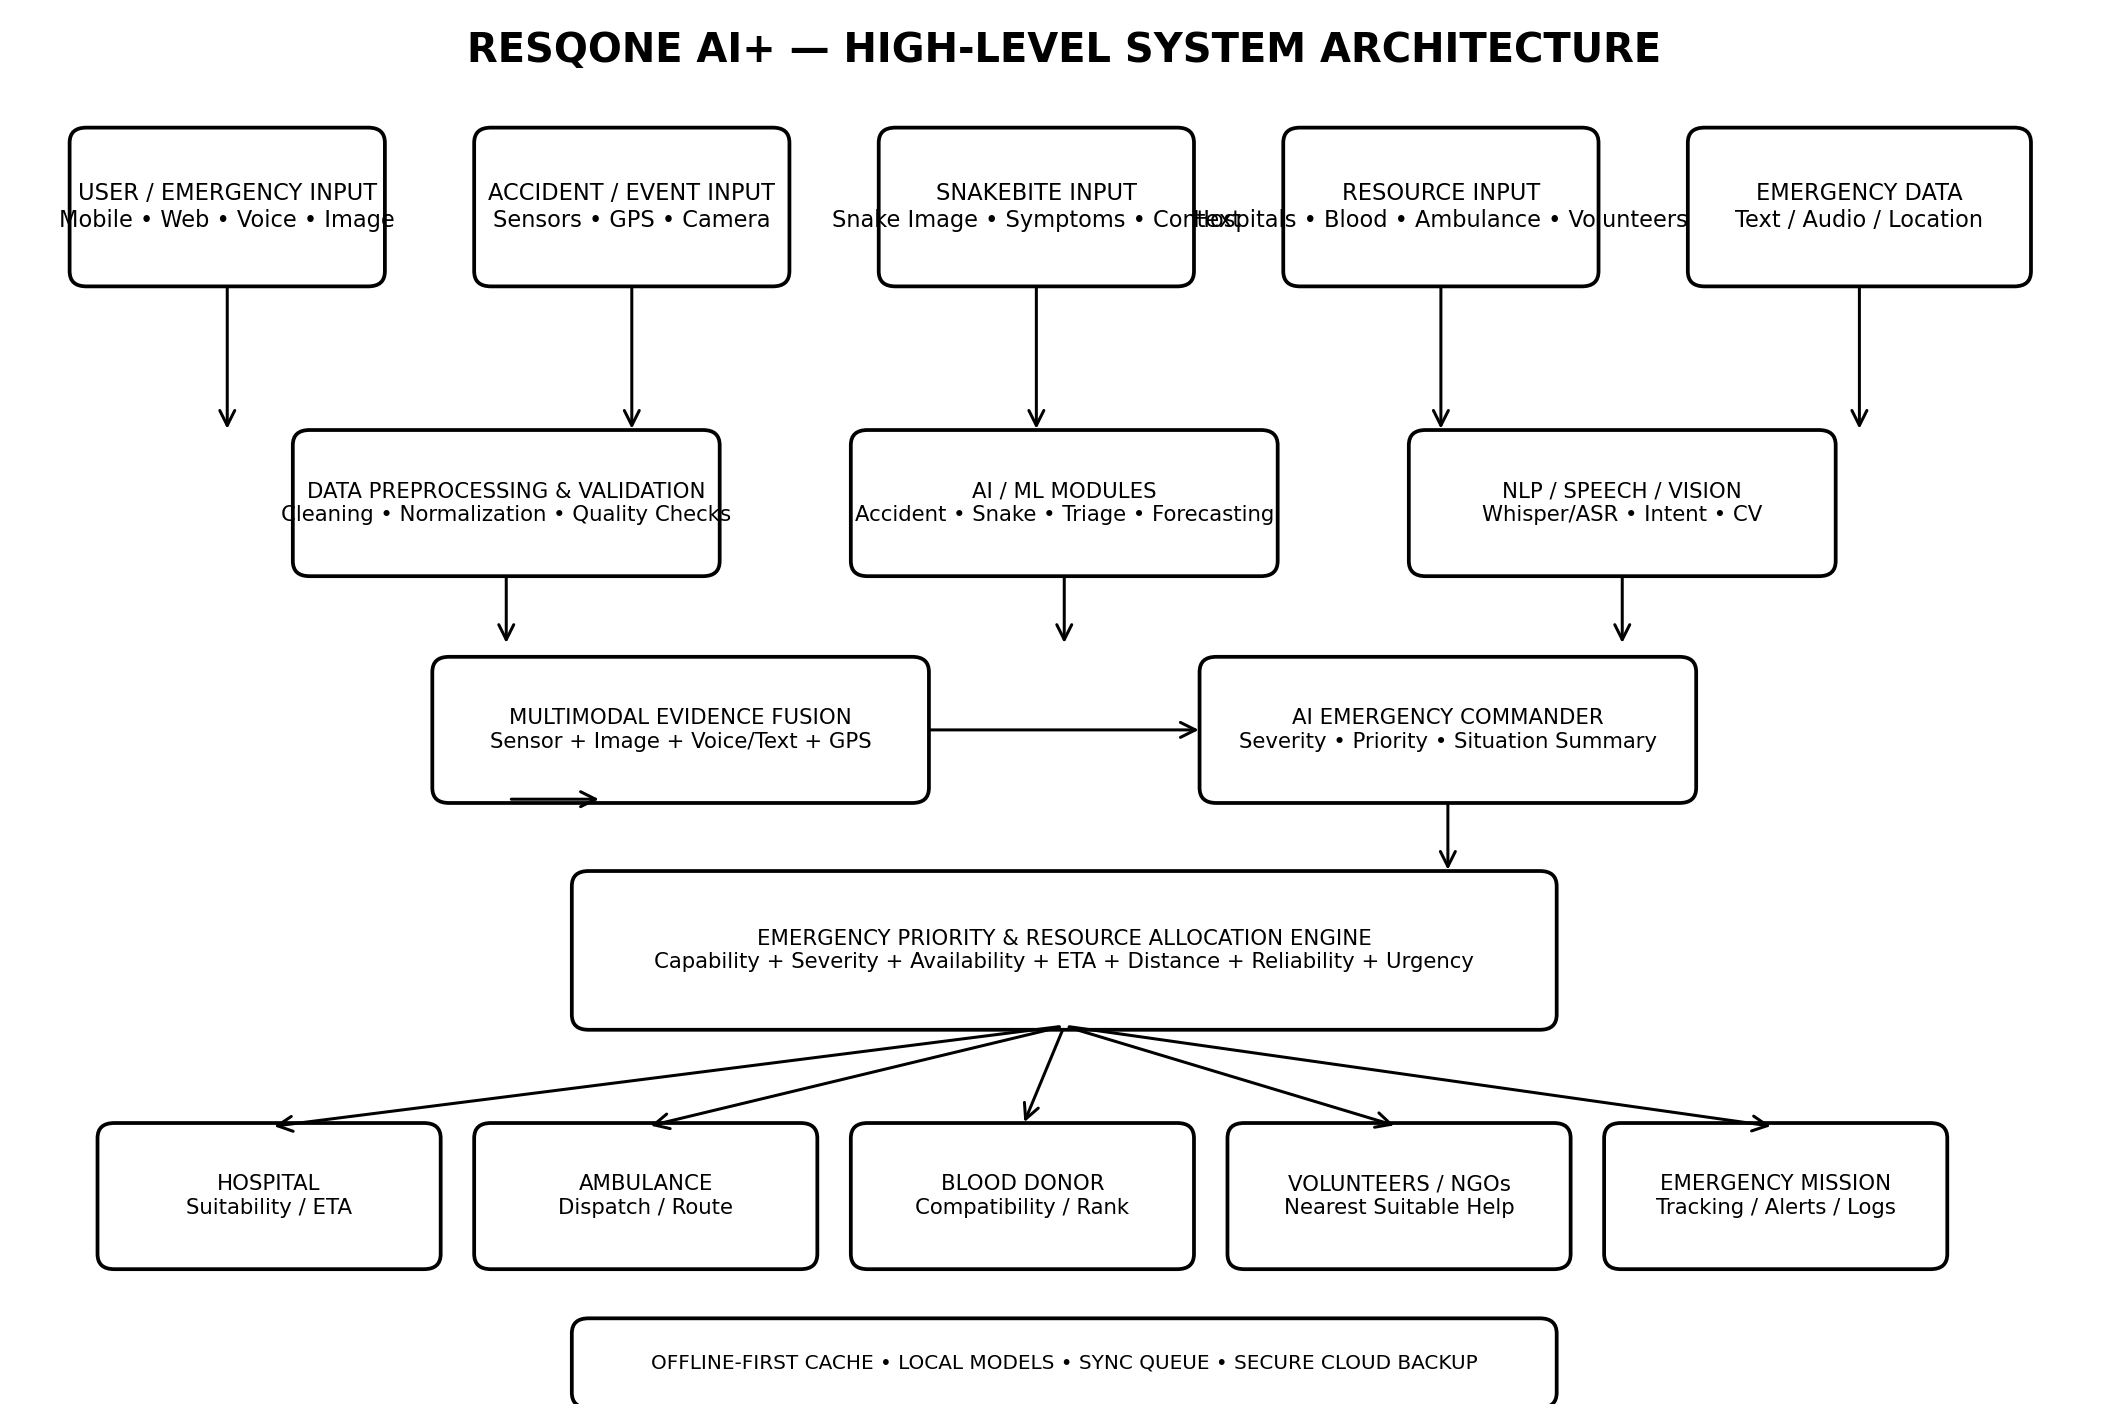 RESQONE AI+ — HIGH-LEVEL SYSTEM ARCHITECTURE
USER / EMERGENCY INPUT
Mobile • Web • Voice • Image
ACCIDENT / EVENT INPUT
Sensors • GPS • Camera
SNAKEBITE INPUT
Snake Image • Symptoms • Context
RESOURCE INPUT
Hospitals • Blood • Ambulance • Volunteers
EMERGENCY DATA
Text / Audio / Location
DATA PREPROCESSING & VALIDATION
Cleaning • Normalization • Quality Checks
AI / ML MODULES
Accident • Snake • Triage • Forecasting
NLP / SPEECH / VISION
Whisper/ASR • Intent • CV
MULTIMODAL EVIDENCE FUSION
Sensor + Image + Voice/Text + GPS
AI EMERGENCY COMMANDER
Severity • Priority • Situation Summary
EMERGENCY PRIORITY & RESOURCE ALLOCATION ENGINE
Capability + Severity + Availability + ETA + Distance + Reliability + Urgency
HOSPITAL
Suitability / ETA
AMBULANCE
Dispatch / Route
BLOOD DONOR
Compatibility / Rank
VOLUNTEERS / NGOs
Nearest Suitable Help
EMERGENCY MISSION
Tracking / Alerts / Logs
OFFLINE-FIRST CACHE • LOCAL MODELS • SYNC QUEUE • SECURE CLOUD BACKUP